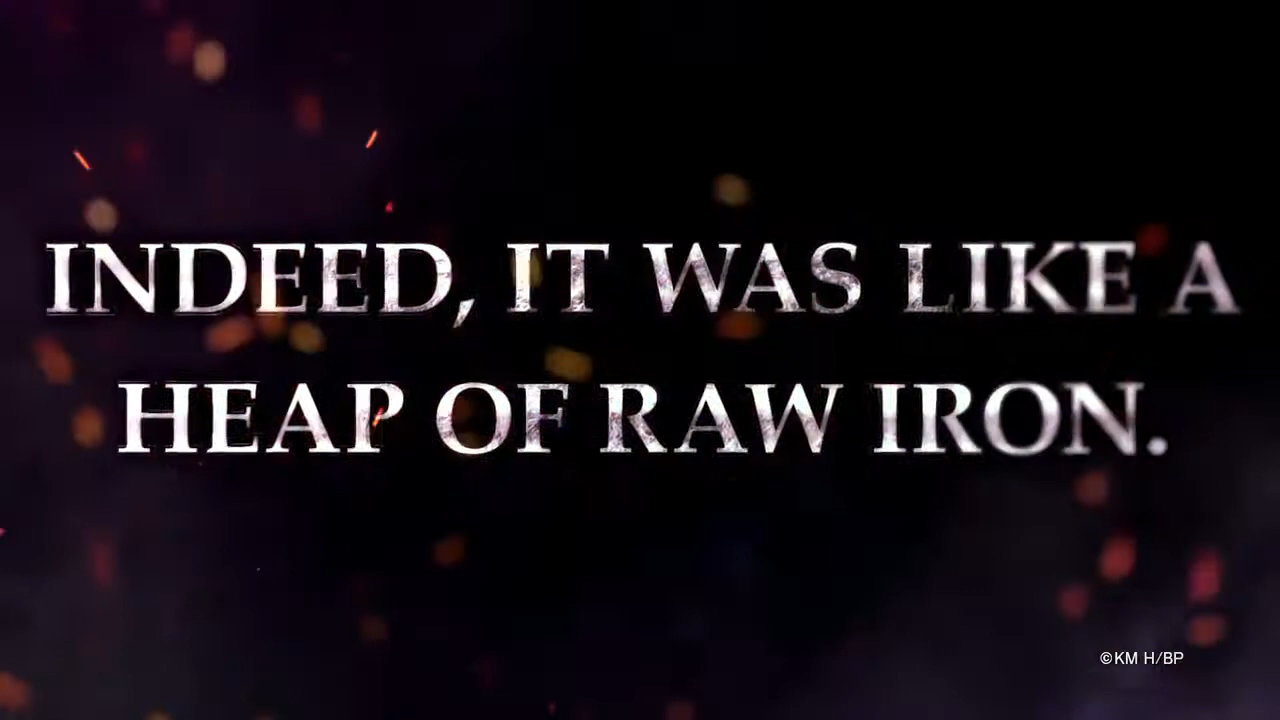 INDEED, IT WAS LIKE A
HEAP OF RAW IRON.
©KM H/BP